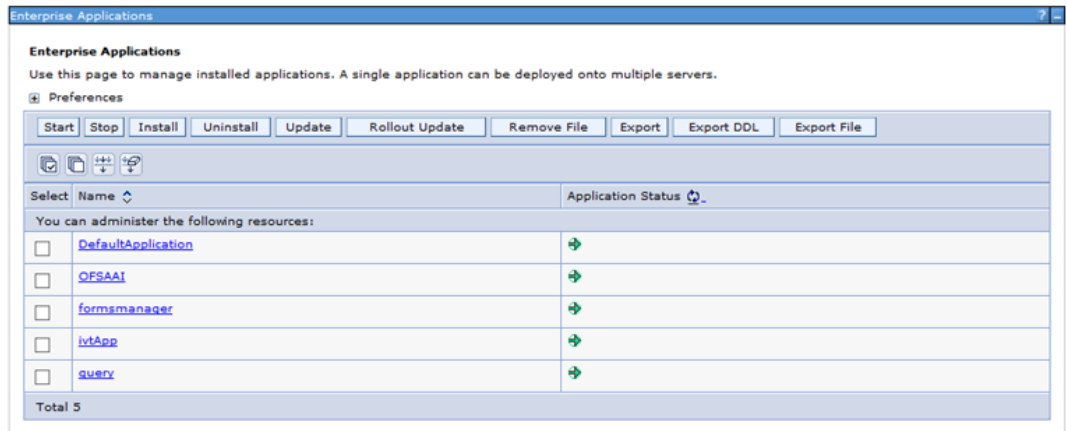 Enterprise Applications ? –
Enterprise Applications
Use this page to manage installed applications. A single application can be deployed onto multiple servers.
Preferences
Start Stop Install Uninstall Update Rollout Update Remove File Export Export DDL Export File
Select Name Application Status
You can administer the following resources:
DefaultApplication
OFSAAI
formsmanager
ivtApp
query
Total 5